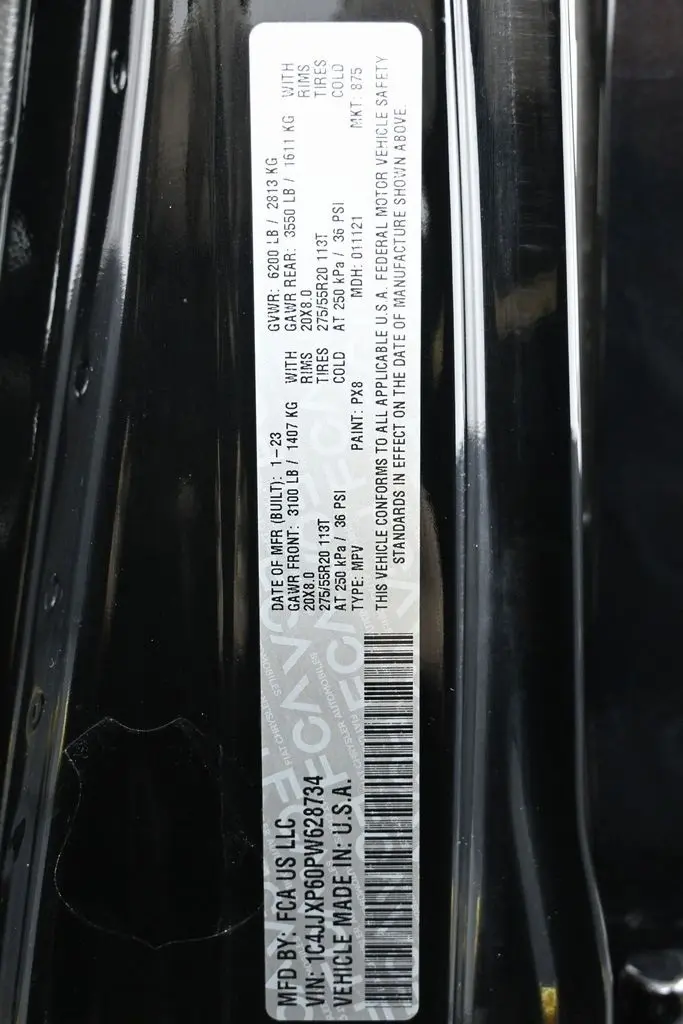 MFD BY: FCA US LLC
VIN: 1C4JJXP60PW628734
VEHICLE MADE IN: U.S.A.
DATE OF MFR (BUILT): 1-23 GVWR: 6200 LB / 2813 KG
GAWR FRONT: 3100 LB / 1407 KG WITH GAWR REAR: 3550 LB / 1611 KG WITH
20X8.0 RIMS 20X8.0 RIMS
275/55R20 113T TIRES 275/55R20 113T TIRES
AT 250 kPa / 36 PSI COLD AT 250 kPa / 36 PSI COLD
TYPE: MPV PAINT: PX8 MDH: 011121 MKT: 875
THIS VEHICLE CONFORMS TO ALL APPLICABLE U.S.A. FEDERAL MOTOR VEHICLE SAFETY
STANDARDS IN EFFECT ON THE DATE OF MANUFACTURE SHOWN ABOVE
FCA
FIAT CHRYSLER AUTOMOBILES